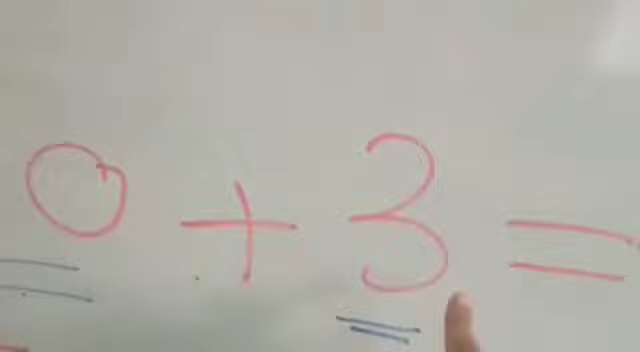 0 + 3 =